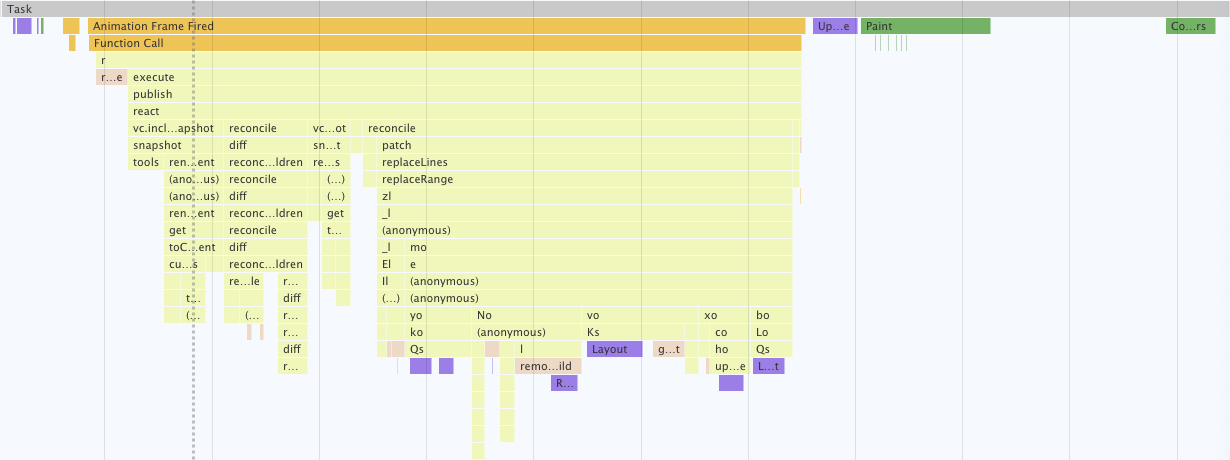 Task
Animation Frame Fired Up...e Paint Co...rs
Function Call
r
r...e execute
publish
react
vc.incl...apshot reconcile vc...ot reconcile
snapshot diff sn...t patch
tools ren...ent reconc...ldren re...s replaceLines
(ano...us) reconcile (...) replaceRange
(ano...us) diff (...) zl
ren...ent reconc...ldren get _l
get reconcile t... (anonymous)
toC...ent diff _l mo
cu...s reconc...ldren El e
re...le r... Il (anonymous)
t... diff (...) (anonymous)
(... (... r... yo No vo xo bo
r... ko (anonymous) Ks co Lo
diff Qs l Layout g...t ho Qs
r... remo...ild up...e L...t
R...